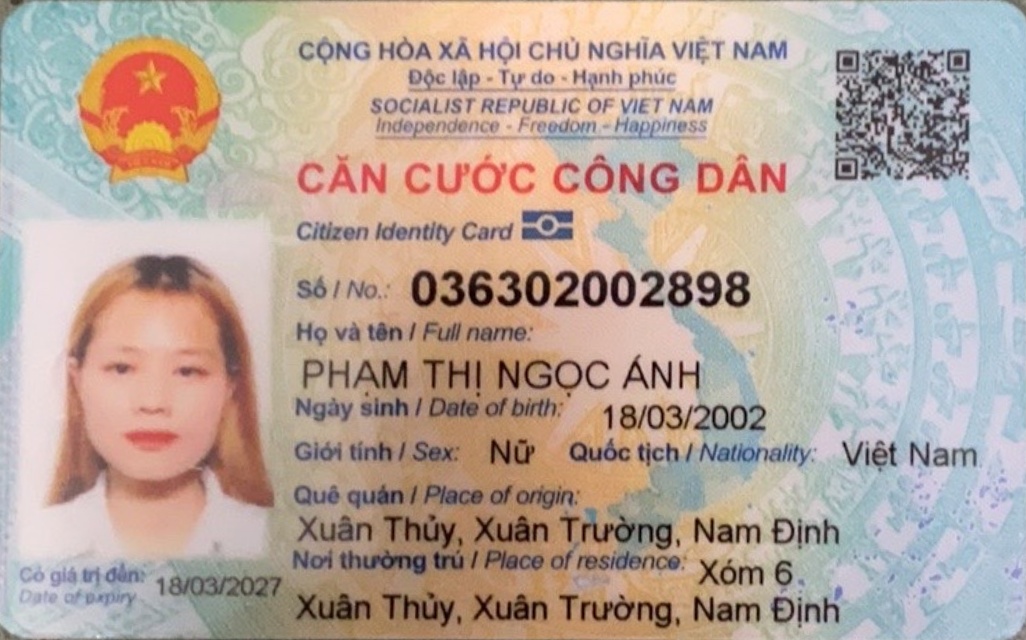 CỘNG HÒA XÃ HỘI CHỦ NGHĨA VIỆT NAM
Độc lập - Tự do - Hạnh phúc
SOCIALIST REPUBLIC OF VIET NAM
Independence - Freedom - Happiness
CĂN CƯỚC CÔNG DÂN
Citizen Identity Card
Số / No.: 036302002898
Họ và tên / Full name:
PHẠM THỊ NGỌC ÁNH
Ngày sinh / Date of birth: 18/03/2002
Giới tính / Sex: Nữ Quốc tịch / Nationality: Việt Nam
Quê quán / Place of origin:
Xuân Thủy, Xuân Trường, Nam Định
Nơi thường trú / Place of residence: Xóm 6
Xuân Thủy, Xuân Trường, Nam Định
Có giá trị đến: 18/03/2027
Date of expiry